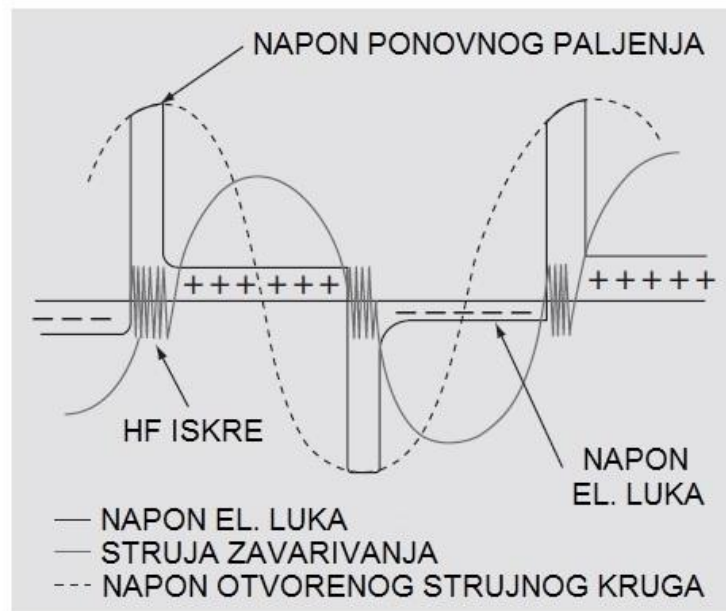 NAPON PONOVNOG PALJENJA
+ + + + + +
+ + + + +
HF ISKRE
NAPON
EL. LUKA
NAPON EL. LUKA
STRUJA ZAVARIVANJA
NAPON OTVORENOG STRUJNOG KRUGA